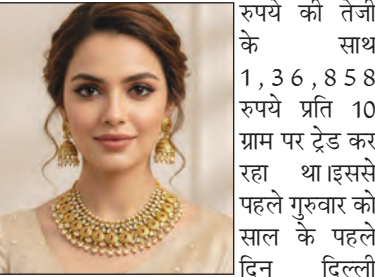 रुपये की तेजी
के साथ
1,36,858
रुपये प्रति 10
ग्राम पर ट्रेड कर
रहा था।इससे
पहले गुरुवार को
साल के पहले
दिन दिल्ली